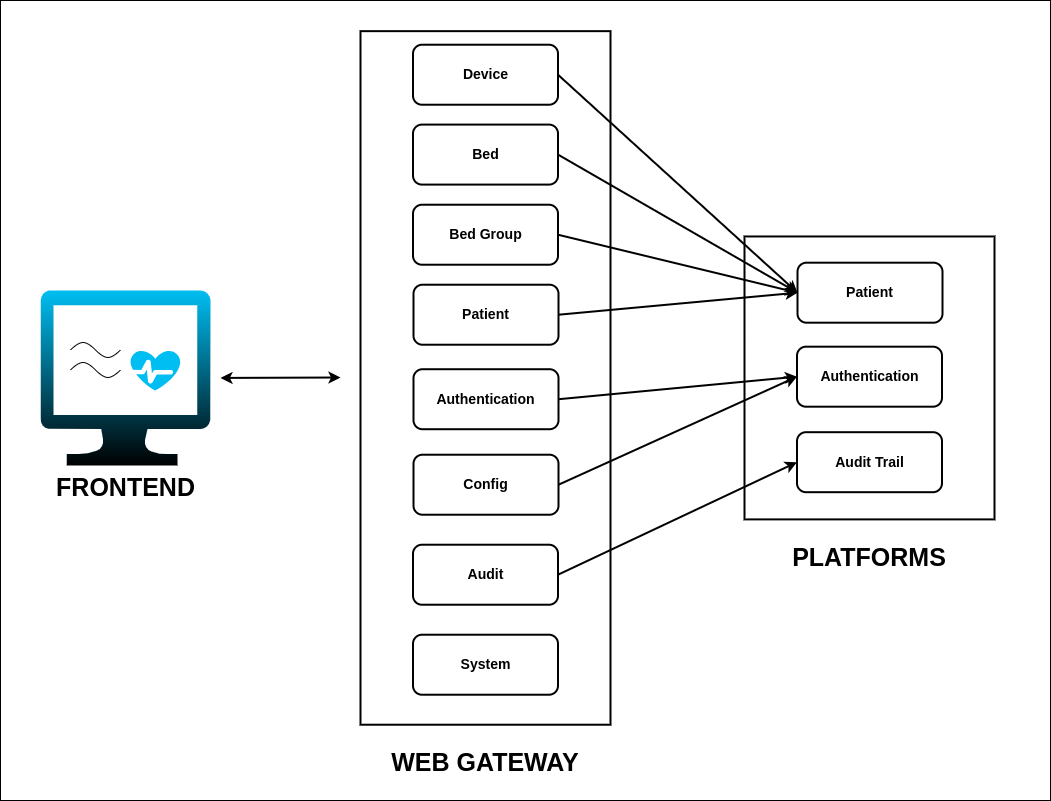 Device
Bed
Bed Group
Patient
Authentication
Config
Audit
System
Patient
Authentication
Audit Trail
FRONTEND
PLATFORMS
WEB GATEWAY